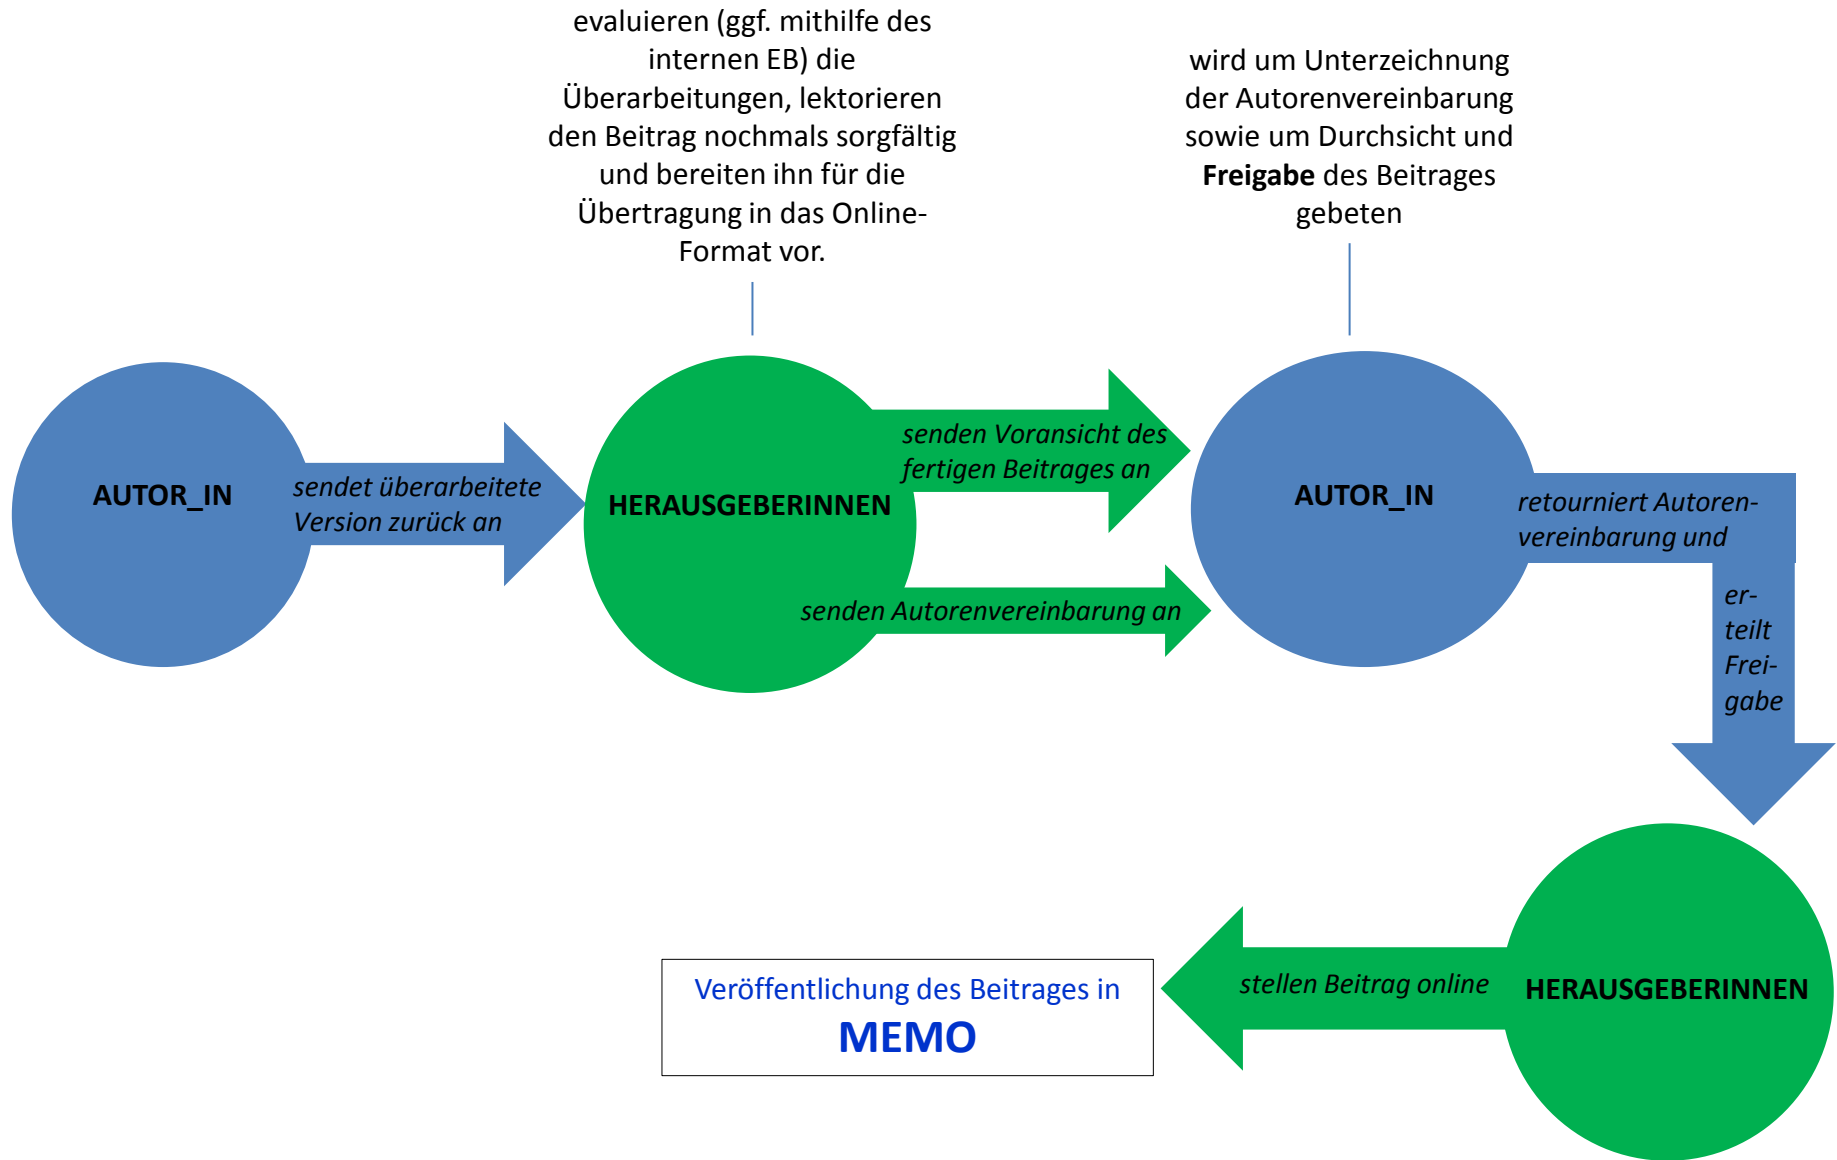 evaluieren (ggf. mithilfe des
internen EB) die
Überarbeitungen, lektorieren
den Beitrag nochmals sorgfältig
und bereiten ihn für die
Übertragung in das Online-
Format vor.
wird um Unterzeichnung
der Autorenvereinbarung
sowie um Durchsicht und
Freigabe des Beitrages
gebeten
AUTOR_IN
sendet überarbeitete
Version zurück an
HERAUSGEBERINNEN
senden Voransicht des
fertigen Beitrages an
senden Autorenvereinbarung an
AUTOR_IN
retourniert Autoren-
vereinbarung und
er-
teilt
Frei-
gabe
HERAUSGEBERINNEN
stellen Beitrag online
Veröffentlichung des Beitrages in
MEMO